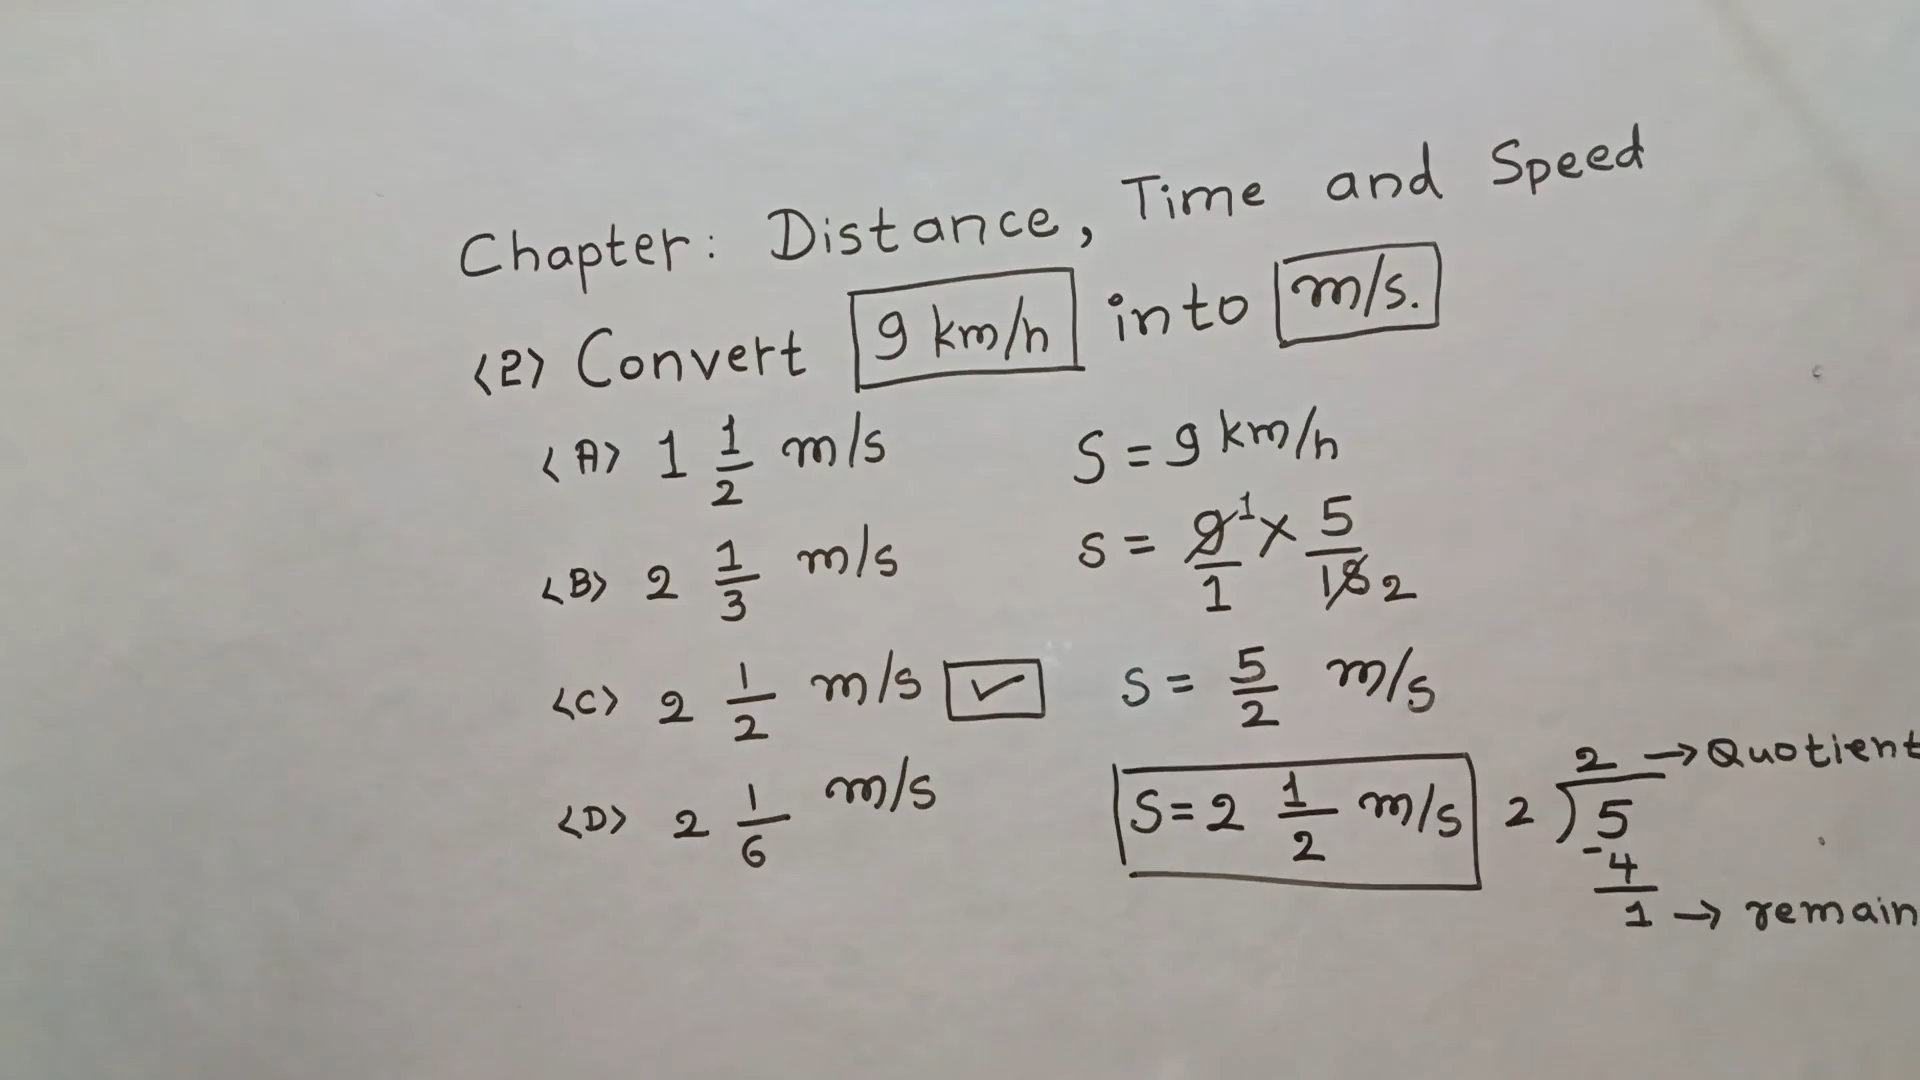 Chapter: Distance, Time and Speed
<2> Convert 9 km/h into m/s.
<A> 1 1/2 m/s
<B> 2 1/3 m/s
<C> 2 1/2 m/s ✓
<D> 2 1/6 m/s
S = 9 km/h
S = 9/1 1 × 5/18 2
S = 5/2 m/s
S = 2 1/2 m/s
2 → Quotient
2 ) 5
-4
1 → remain